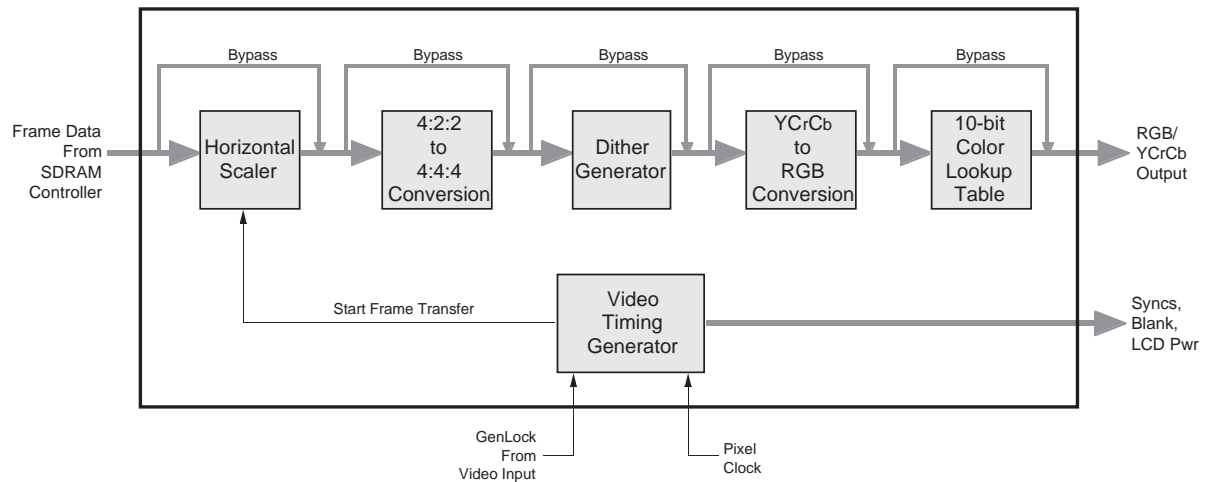 Bypass
Bypass
Bypass
Bypass
Bypass
Frame Data
From
SDRAM
Controller
Horizontal
Scaler
4:2:2
to
4:4:4
Conversion
Dither
Generator
YCrCb
to
RGB
Conversion
10-bit
Color
Lookup
Table
RGB/
YCrCb
Output
Start Frame Transfer
Video
Timing
Generator
Syncs,
Blank,
LCD Pwr
GenLock
From
Video Input
Pixel
Clock